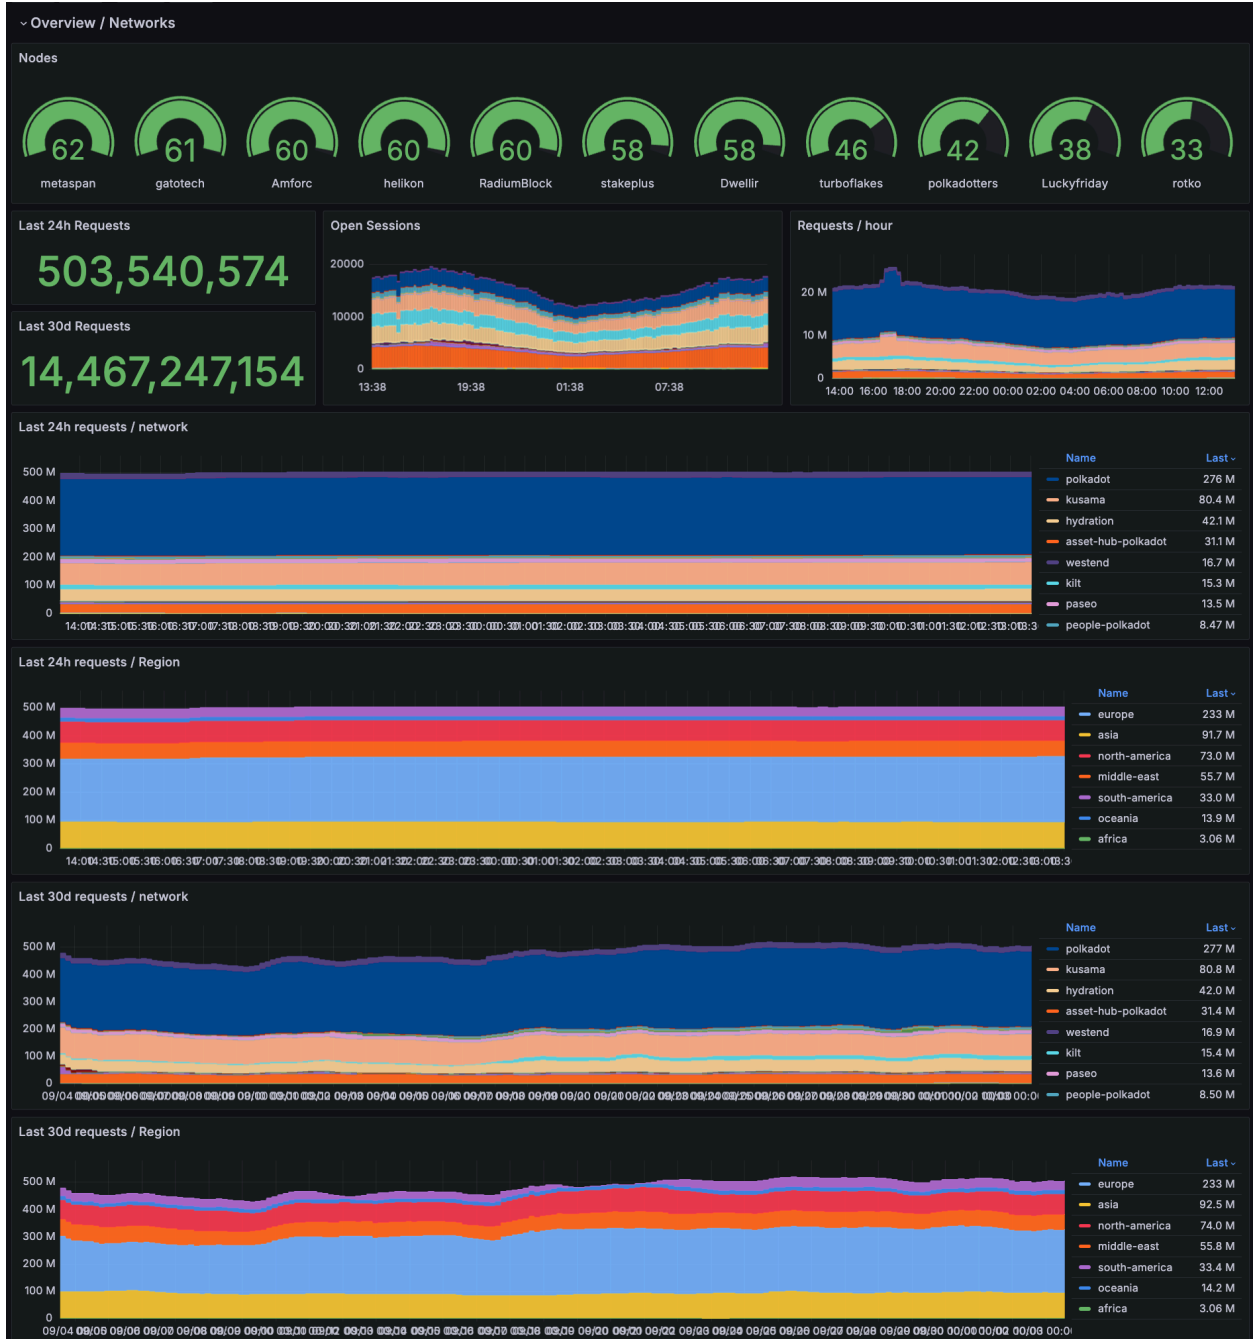 Overview / Networks
Nodes
62 61 60 60 60 58 58 46 42 38 33
metaspan gatotech Amforc helikon RadiumBlock stakeplus Dwellir turboflakes polkadotters Luckyfriday rotko
Last 24h Requests
503,540,574
Last 30d Requests
14,467,247,154
Open Sessions
20000
10000
0
13:38 19:38 01:38 07:38
Requests / hour
20 M
10 M
0
14:00 16:00 18:00 20:00 22:00 00:00 02:00 04:00 06:00 08:00 10:00 12:00
Last 24h requests / network
500 M
400 M
300 M
200 M
100 M
0
Name Last
polkadot 276 M
kusama 80.4 M
hydration 42.1 M
asset-hub-polkadot 31.1 M
westend 16.7 M
kilt 15.3 M
paseo 13.5 M
people-polkadot 8.47 M
Last 24h requests / Region
500 M
400 M
300 M
200 M
100 M
0
Name Last
europe 233 M
asia 91.7 M
north-america 73.0 M
middle-east 55.7 M
south-america 33.0 M
oceania 13.9 M
africa 3.06 M
Last 30d requests / network
500 M
400 M
300 M
200 M
100 M
0
Name Last
polkadot 277 M
kusama 80.8 M
hydration 42.0 M
asset-hub-polkadot 31.4 M
westend 16.9 M
kilt 15.4 M
paseo 13.6 M
people-polkadot 8.50 M
Last 30d requests / Region
500 M
400 M
300 M
200 M
100 M
0
Name Last
europe 233 M
asia 92.5 M
north-america 74.0 M
middle-east 55.8 M
south-america 33.4 M
oceania 14.2 M
africa 3.06 M